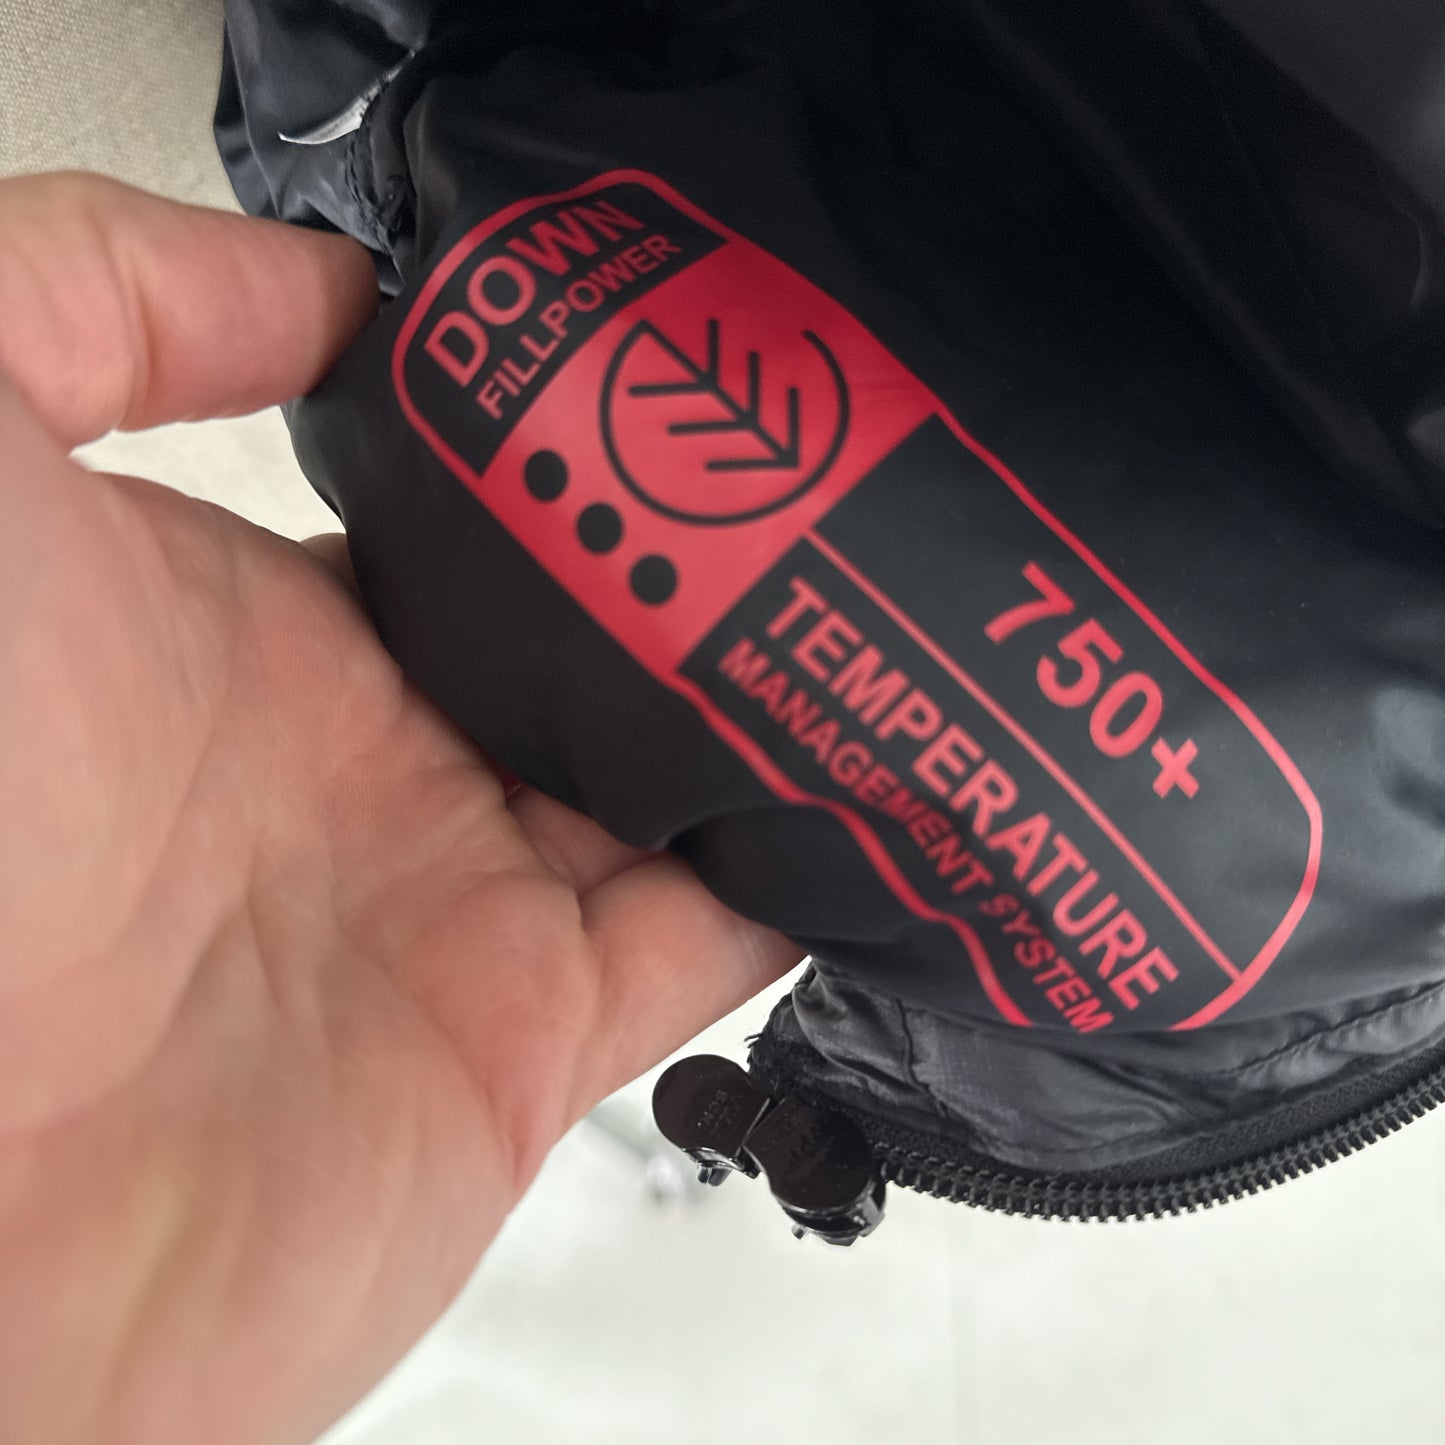 DOWN
FILLPOWER
750+
TEMPERATURE
MANAGEMENT SYSTEM